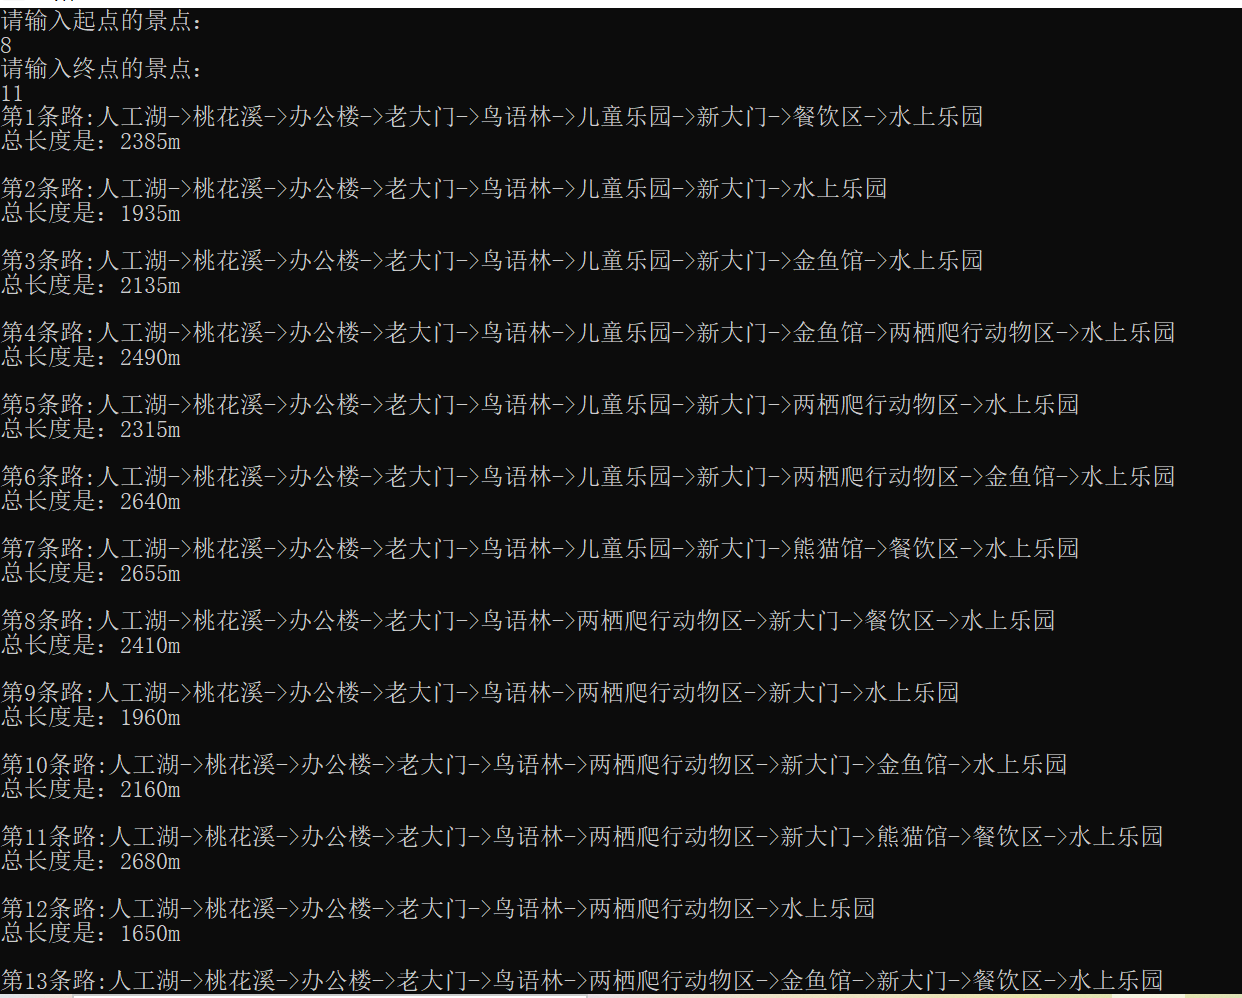 请输入起点的景点：
8
请输入终点的景点：
11
第1条路:人工湖->桃花溪->办公楼->老大门->鸟语林->儿童乐园->新大门->餐饮区->水上乐园
总长度是：2385m
第2条路:人工湖->桃花溪->办公楼->老大门->鸟语林->儿童乐园->新大门->水上乐园
总长度是：1935m
第3条路:人工湖->桃花溪->办公楼->老大门->鸟语林->儿童乐园->新大门->金鱼馆->水上乐园
总长度是：2135m
第4条路:人工湖->桃花溪->办公楼->老大门->鸟语林->儿童乐园->新大门->金鱼馆->两栖爬行动物区->水上乐园
总长度是：2490m
第5条路:人工湖->桃花溪->办公楼->老大门->鸟语林->儿童乐园->新大门->两栖爬行动物区->水上乐园
总长度是：2315m
第6条路:人工湖->桃花溪->办公楼->老大门->鸟语林->儿童乐园->新大门->两栖爬行动物区->金鱼馆->水上乐园
总长度是：2640m
第7条路:人工湖->桃花溪->办公楼->老大门->鸟语林->儿童乐园->新大门->熊猫馆->餐饮区->水上乐园
总长度是：2655m
第8条路:人工湖->桃花溪->办公楼->老大门->鸟语林->两栖爬行动物区->新大门->餐饮区->水上乐园
总长度是：2410m
第9条路:人工湖->桃花溪->办公楼->老大门->鸟语林->两栖爬行动物区->新大门->水上乐园
总长度是：1960m
第10条路:人工湖->桃花溪->办公楼->老大门->鸟语林->两栖爬行动物区->新大门->金鱼馆->水上乐园
总长度是：2160m
第11条路:人工湖->桃花溪->办公楼->老大门->鸟语林->两栖爬行动物区->新大门->熊猫馆->餐饮区->水上乐园
总长度是：2680m
第12条路:人工湖->桃花溪->办公楼->老大门->鸟语林->两栖爬行动物区->水上乐园
总长度是：1650m
第13条路:人工湖->桃花溪->办公楼->老大门->鸟语林->两栖爬行动物区->金鱼馆->新大门->餐饮区->水上乐园